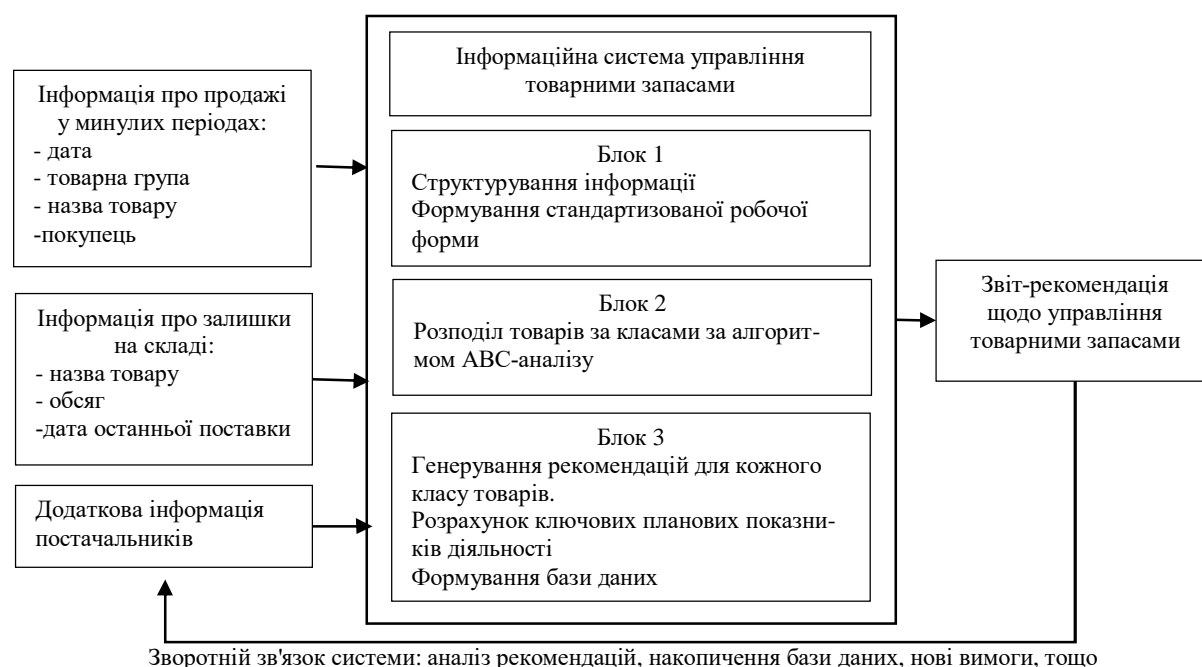 Інформація про продажі
у минулих періодах:
- дата
- товарна група
- назва товару
-покупець
Інформація про залишки
на складі:
- назва товару
- обсяг
-дата останньої поставки
Додаткова інформація
постачальників
Інформаційна система управління
товарними запасами
Блок 1
Структурування інформації
Формування стандартизованої робочої
форми
Блок 2
Розподіл товарів за класами за алгорит-
мом АВС-аналізу
Блок 3
Генерування рекомендацій для кожного
класу товарів.
Розрахунок ключових планових показни-
ків діяльності
Формування бази даних
Звіт-рекомендація
щодо управління
товарними запасами
Зворотній зв'язок системи: аналіз рекомендацій, накопичення бази даних, нові вимоги, тощо